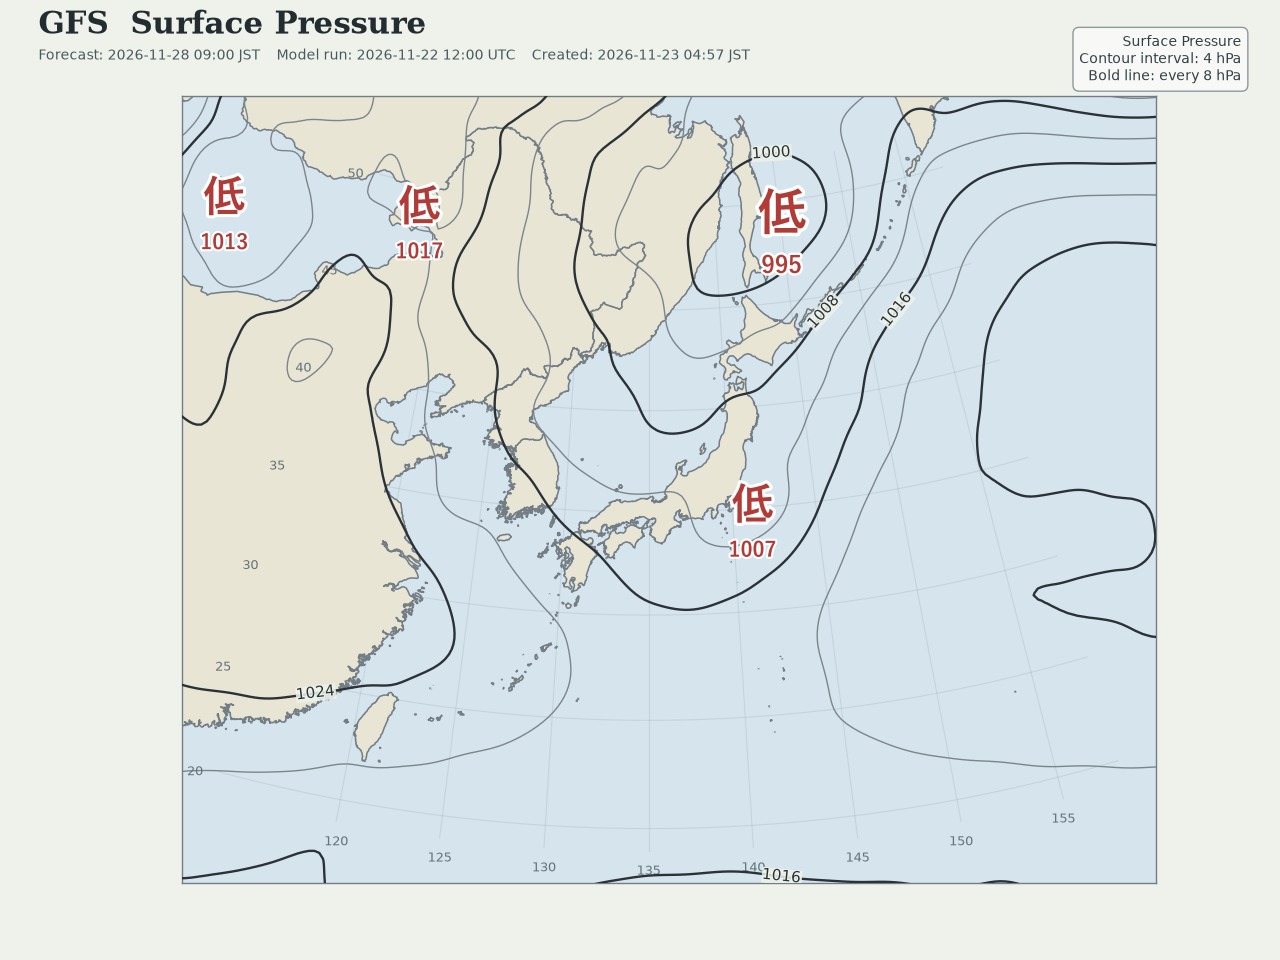 GFS Surface Pressure
Forecast: 2026-11-28 09:00 JST Model run: 2026-11-22 12:00 UTC Created: 2026-11-23 04:57 JST
Surface Pressure
Contour interval: 4 hPa
Bold line: every 8 hPa
1000
50
低
1013
低
1017
低
995
45
1008
1016
40
35
低
1007
30
25
1024
20
120
125
130
135
140
145
150
155
1016